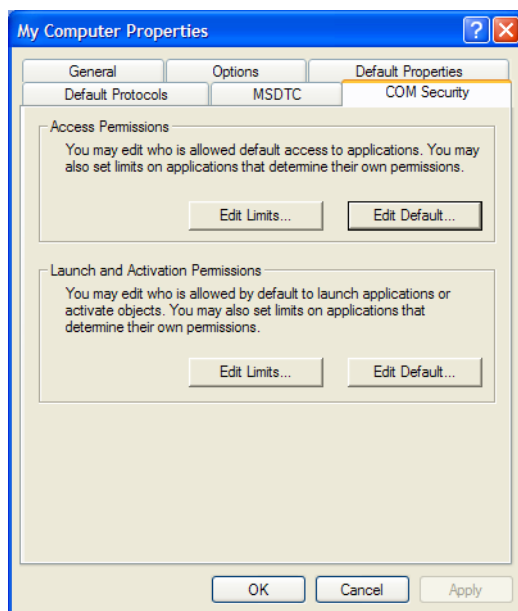 My Computer Properties
General Options Default Properties
Default Protocols MSDTC COM Security
Access Permissions
You may edit who is allowed default access to applications. You may
also set limits on applications that determine their own permissions.
Edit Limits... Edit Default...
Launch and Activation Permissions
You may edit who is allowed by default to launch applications or
activate objects. You may also set limits on applications that
determine their own permissions.
Edit Limits... Edit Default...
OK Cancel Apply